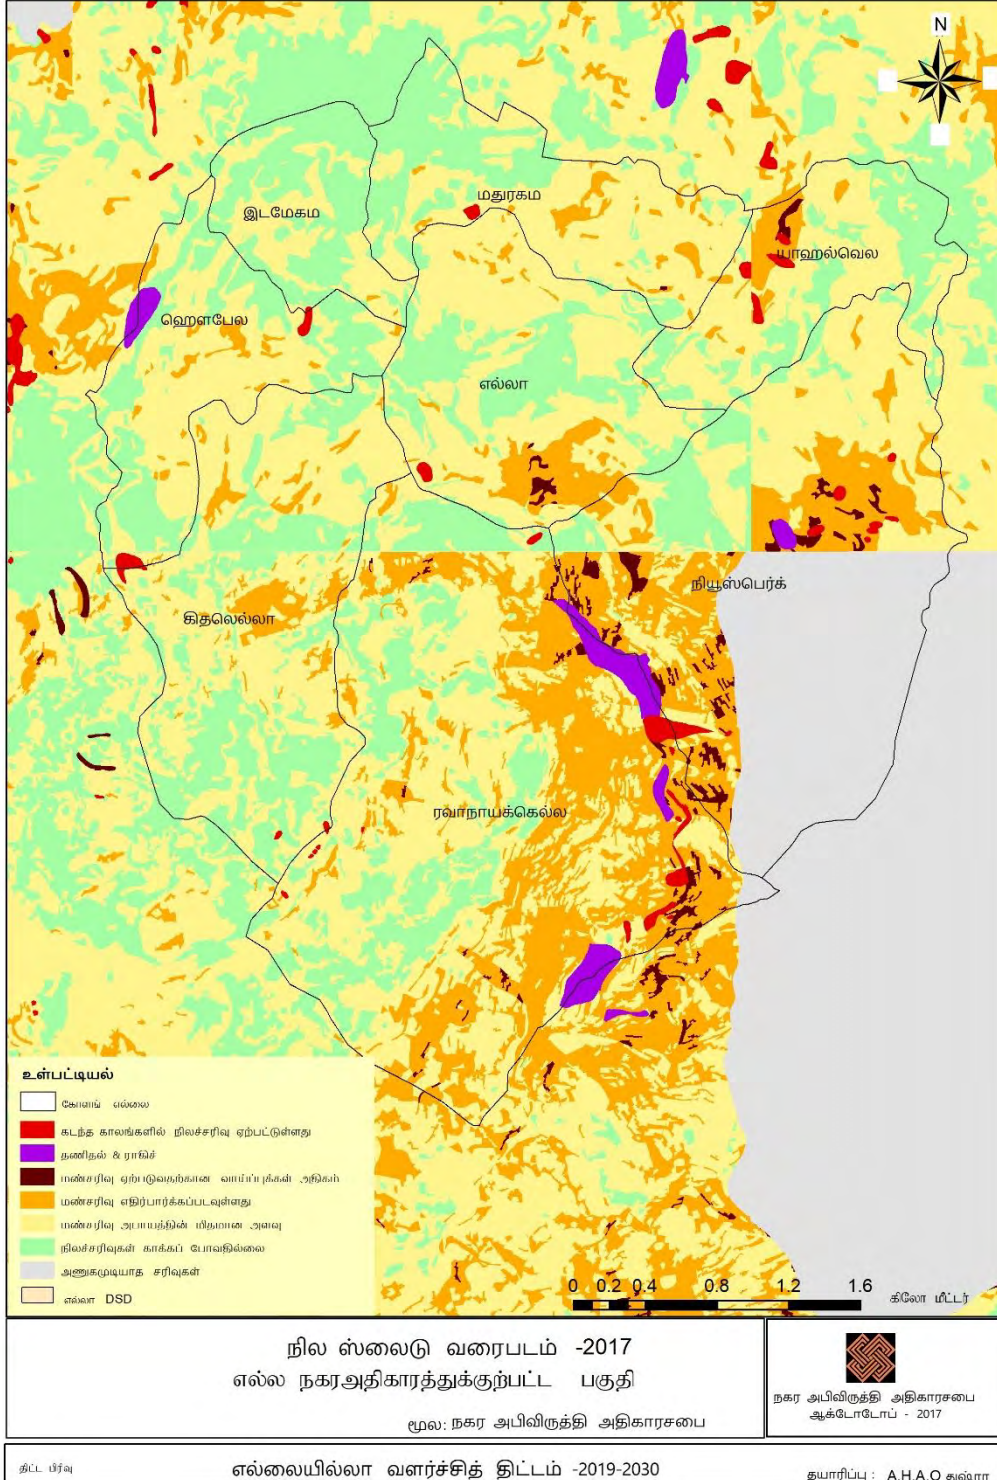 N
மதுரகம
இடமேகம
யாஹல்வெல
ஹெளபேல
எல்லா
நியூஸ்பெர்க்
கிதலெல்லா
ரவாநாயக்கெல்ல
உள்பட்டியல்
கோரளங் எல்லை
கடந்த காலங்களில் நிலச்சரிவு ஏற்பட்டுள்ளது
தணிதல் & ராகிச்
மண்சரிவு ஏற்படுவதற்கான வாய்ப்புக்கள் அதிகம்
மண்சரிவு எதிர்பார்க்கப்படவுள்ளது
மண்சரிவு அபாயத்தின் மிதமான அளவு
நிலச்சரிவுகள் காக்கப் போவதில்லை
அணுகமுடியாத சரிவுகள்
எல்லா DSD
0 0.2 0.4 0.8 1.2 1.6
கிலோ மீட்டர்
நில ஸ்லைடு வரைபடம் -2017
எல்ல நகரஅதிகாரத்துக்குற்பட்ட பகுதி
மூல: நகர அபிவிருத்தி அதிகாரசபை
நகர அபிவிருத்தி அதிகாரசபை
ஆக்டோடோப் - 2017
திட்ட பிரிவு
எல்லையில்லா வளர்ச்சித் திட்டம் -2019-2030
தயாரிப்பு : A.H.A.O துஷார